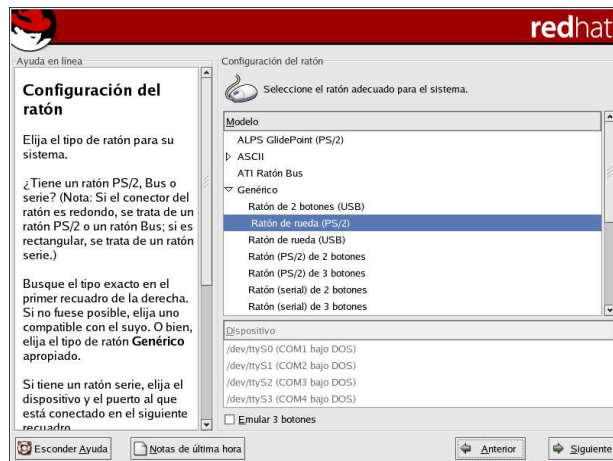 redhat
Ayuda en línea
Configuración del
ratón
Elija el tipo de ratón para su
sistema.
¿Tiene un ratón PS/2, Bus o
serie? (Nota: Si el conector del
ratón es redondo, se trata de un
ratón PS/2 o un ratón Bus; si es
rectangular, se trata de un ratón
serie.)
Busque el tipo exacto en el
primer recuadro de la derecha.
Si no fuese posible, elija uno
compatible con el suyo. O bien,
elija el tipo de ratón Genérico
apropiado.
Si tiene un ratón serie, elija el
dispositivo y el puerto al que
está conectado en el siguiente
recuadro
Configuración del ratón
Seleccione el ratón adecuado para el sistema.
Modelo
ALPS GlidePoint (PS/2)
ASCII
ATI Ratón Bus
Genérico
Ratón de 2 botones (USB)
Ratón de rueda (PS/2)
Ratón de rueda (USB)
Ratón (PS/2) de 2 botones
Ratón (PS/2) de 3 botones
Ratón (serial) de 2 botones
Ratón (serial) de 3 botones
Dispositivo
/dev/ttyS0 (COM1 bajo DOS)
/dev/ttyS1 (COM2 bajo DOS)
/dev/ttyS2 (COM3 bajo DOS)
/dev/ttyS3 (COM4 bajo DOS)
Emular 3 botones
Esconder Ayuda
Notas de última hora
Anterior
Siguiente